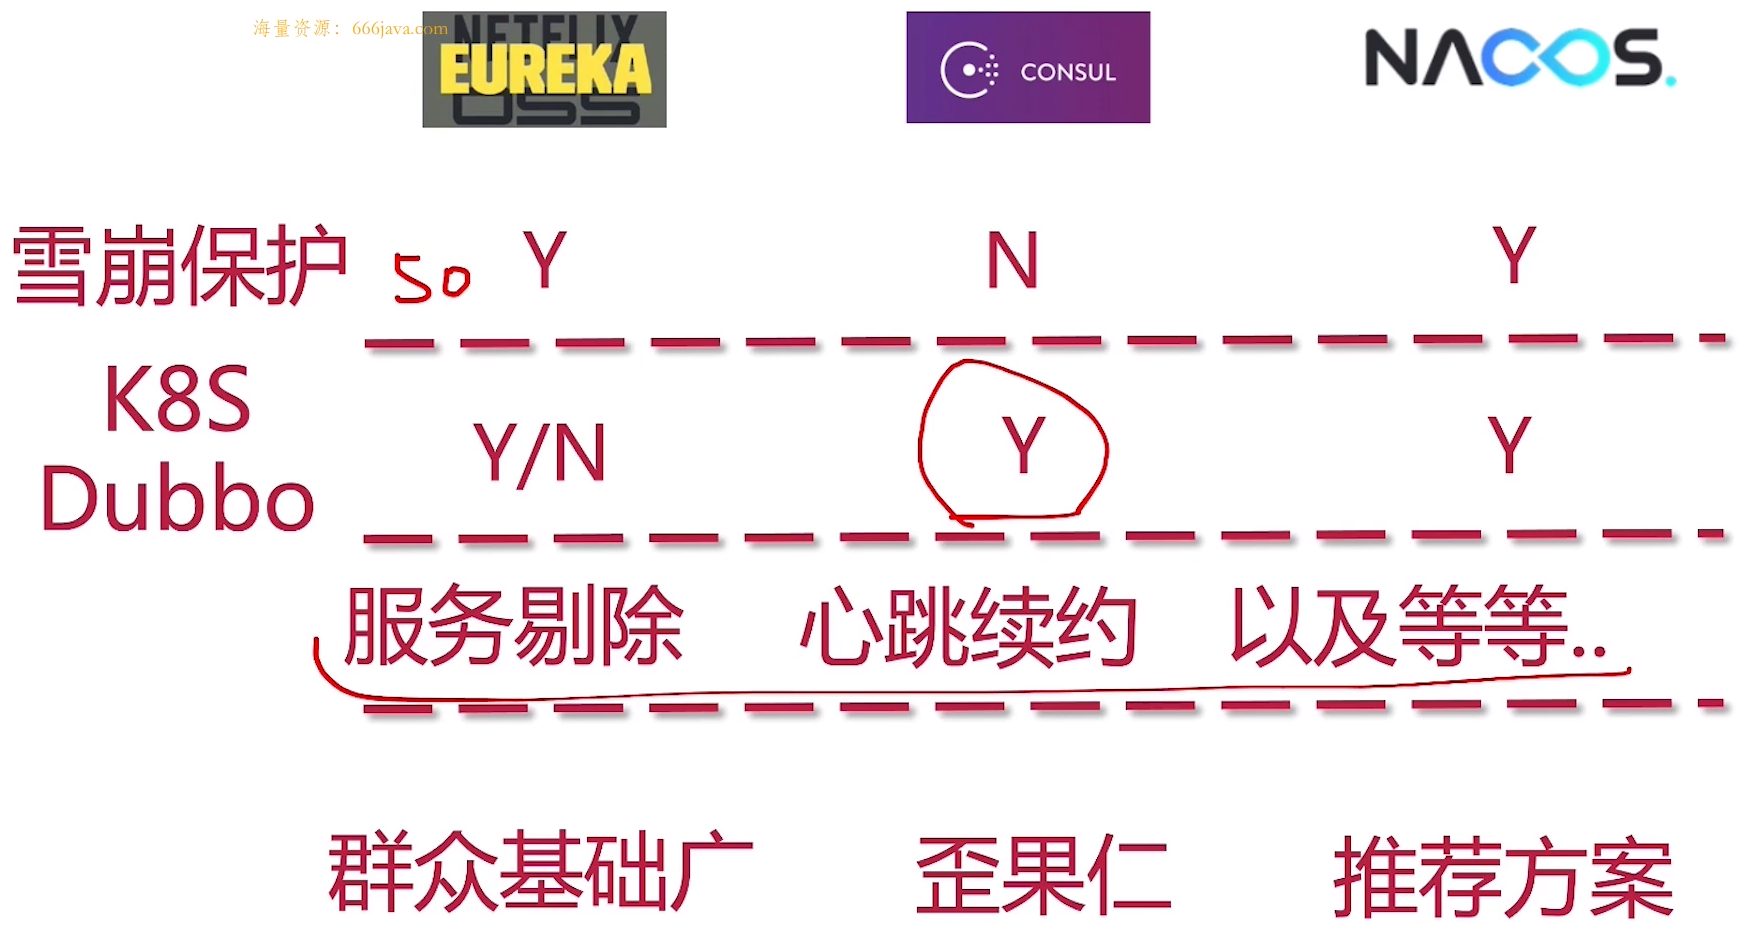 海量资源：666java.com
NETFLIX
EUREKA
OSS
CONSUL
NACOS.
雪崩保护 50 Y N Y
K8S
Dubbo Y/N Y Y
服务剔除 心跳续约 以及等等..
群众基础广 歪果仁 推荐方案